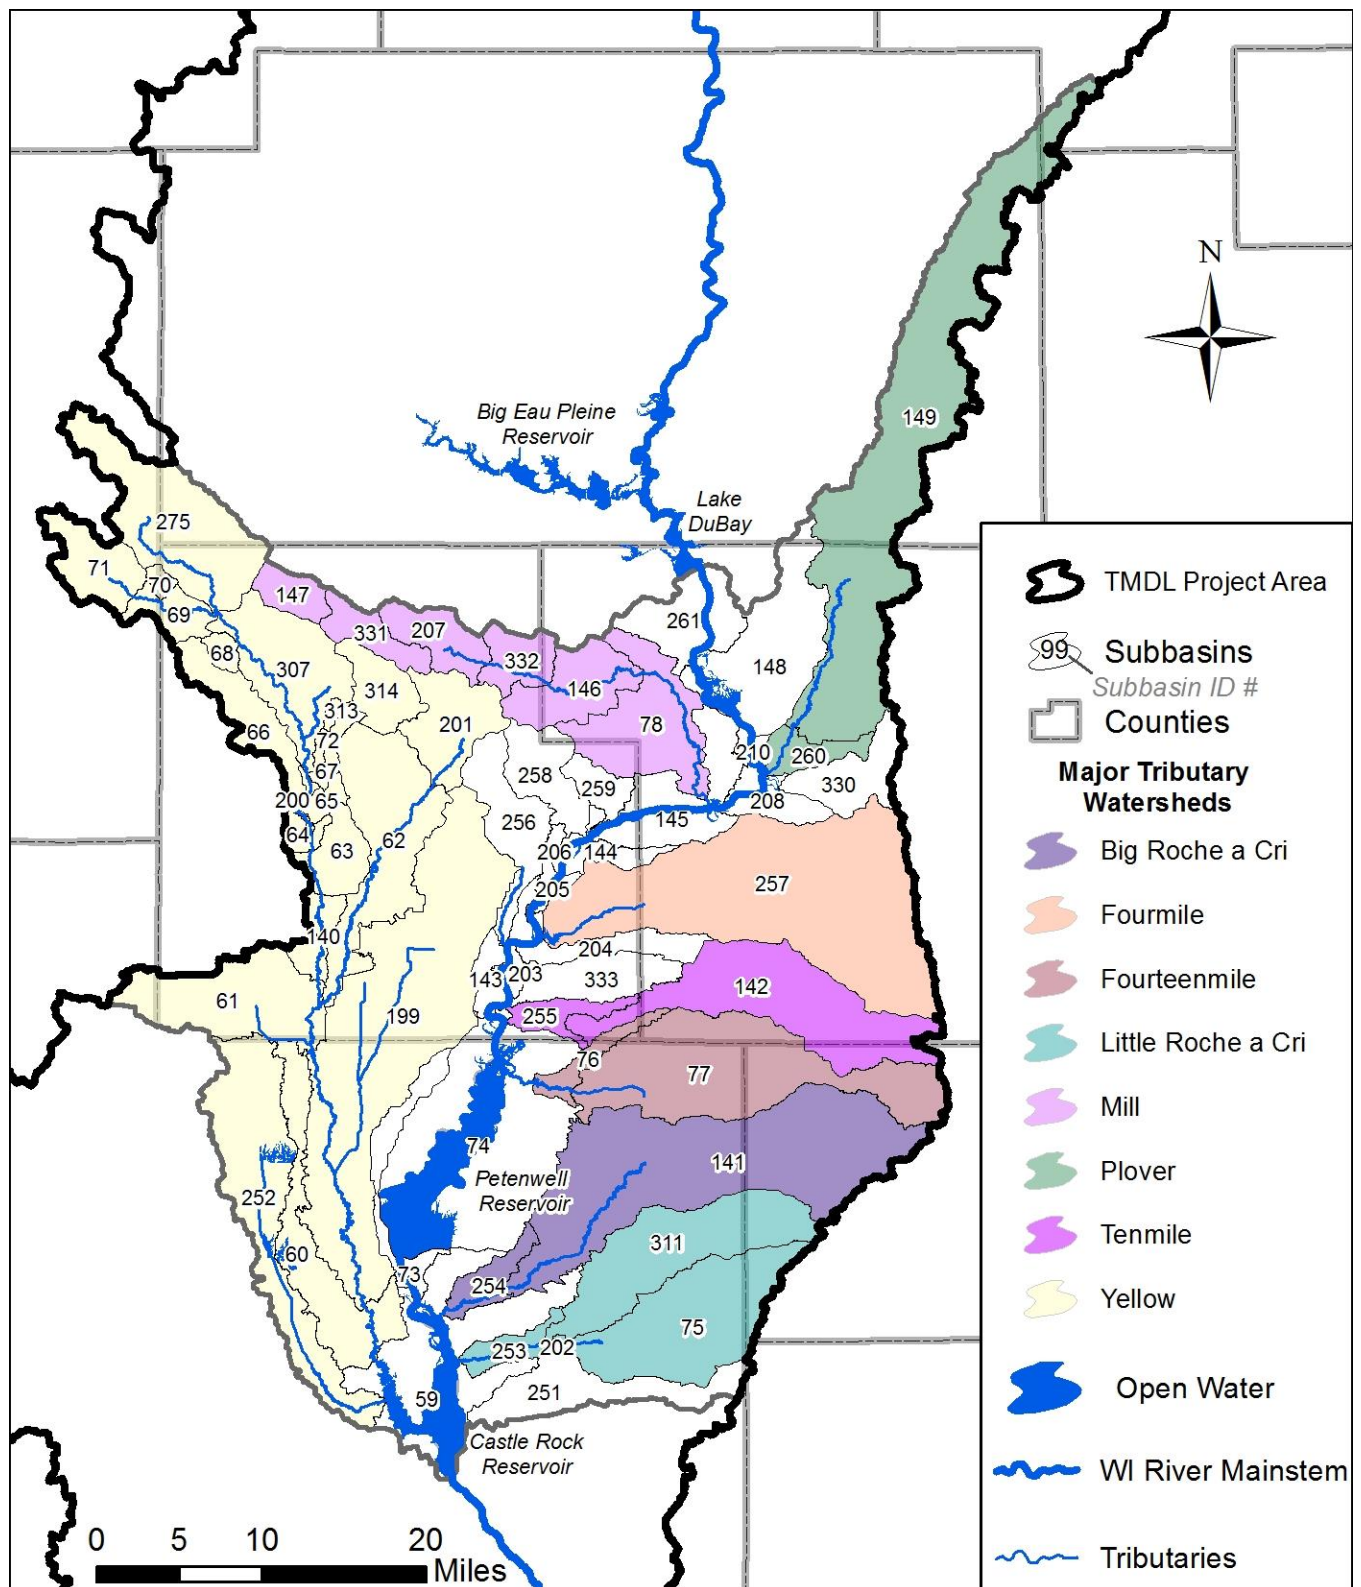 N
Big Eau Pleine
Reservoir
Lake
DuBay
149
275
71
70
69
147
331
207
332
261
68
307
314
146
148
313
201
78
66
72
210
260
67
258
259
330
200
65
208
256
145
64
63
62
206
144
205
257
140
204
143
203
333
142
61
199
255
76
77
74
141
Petenwell
Reservoir
252
60
311
73
254
75
253
202
59
251
Castle Rock
Reservoir
0 5 10 20
Miles
TMDL Project Area
99
Subbasins
Subbasin ID #
Counties
Major Tributary
Watersheds
Big Roche a Cri
Fourmile
Fourteenmile
Little Roche a Cri
Mill
Plover
Tenmile
Yellow
Open Water
WI River Mainstem
Tributaries